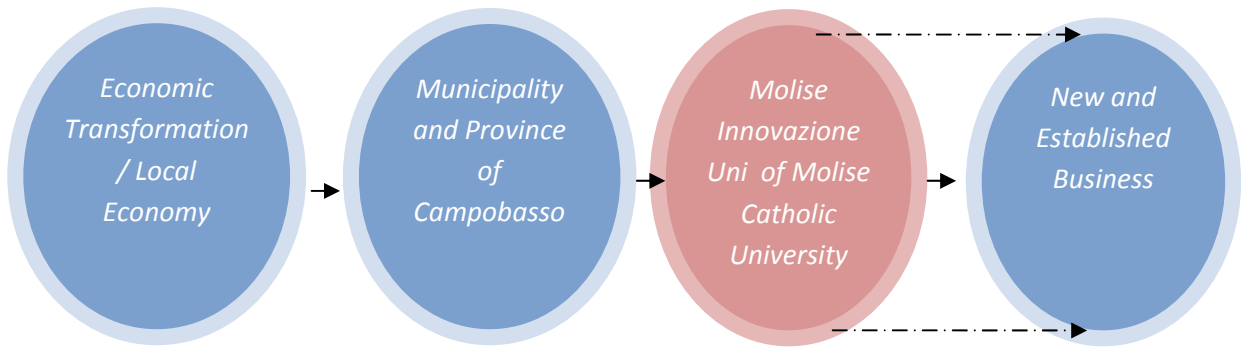 Economic
Transformation
/ Local
Economy
Municipality
and Province
of
Campobasso
Molise
Innovazione
Uni  of Molise
Catholic
University
New and
Established
Business